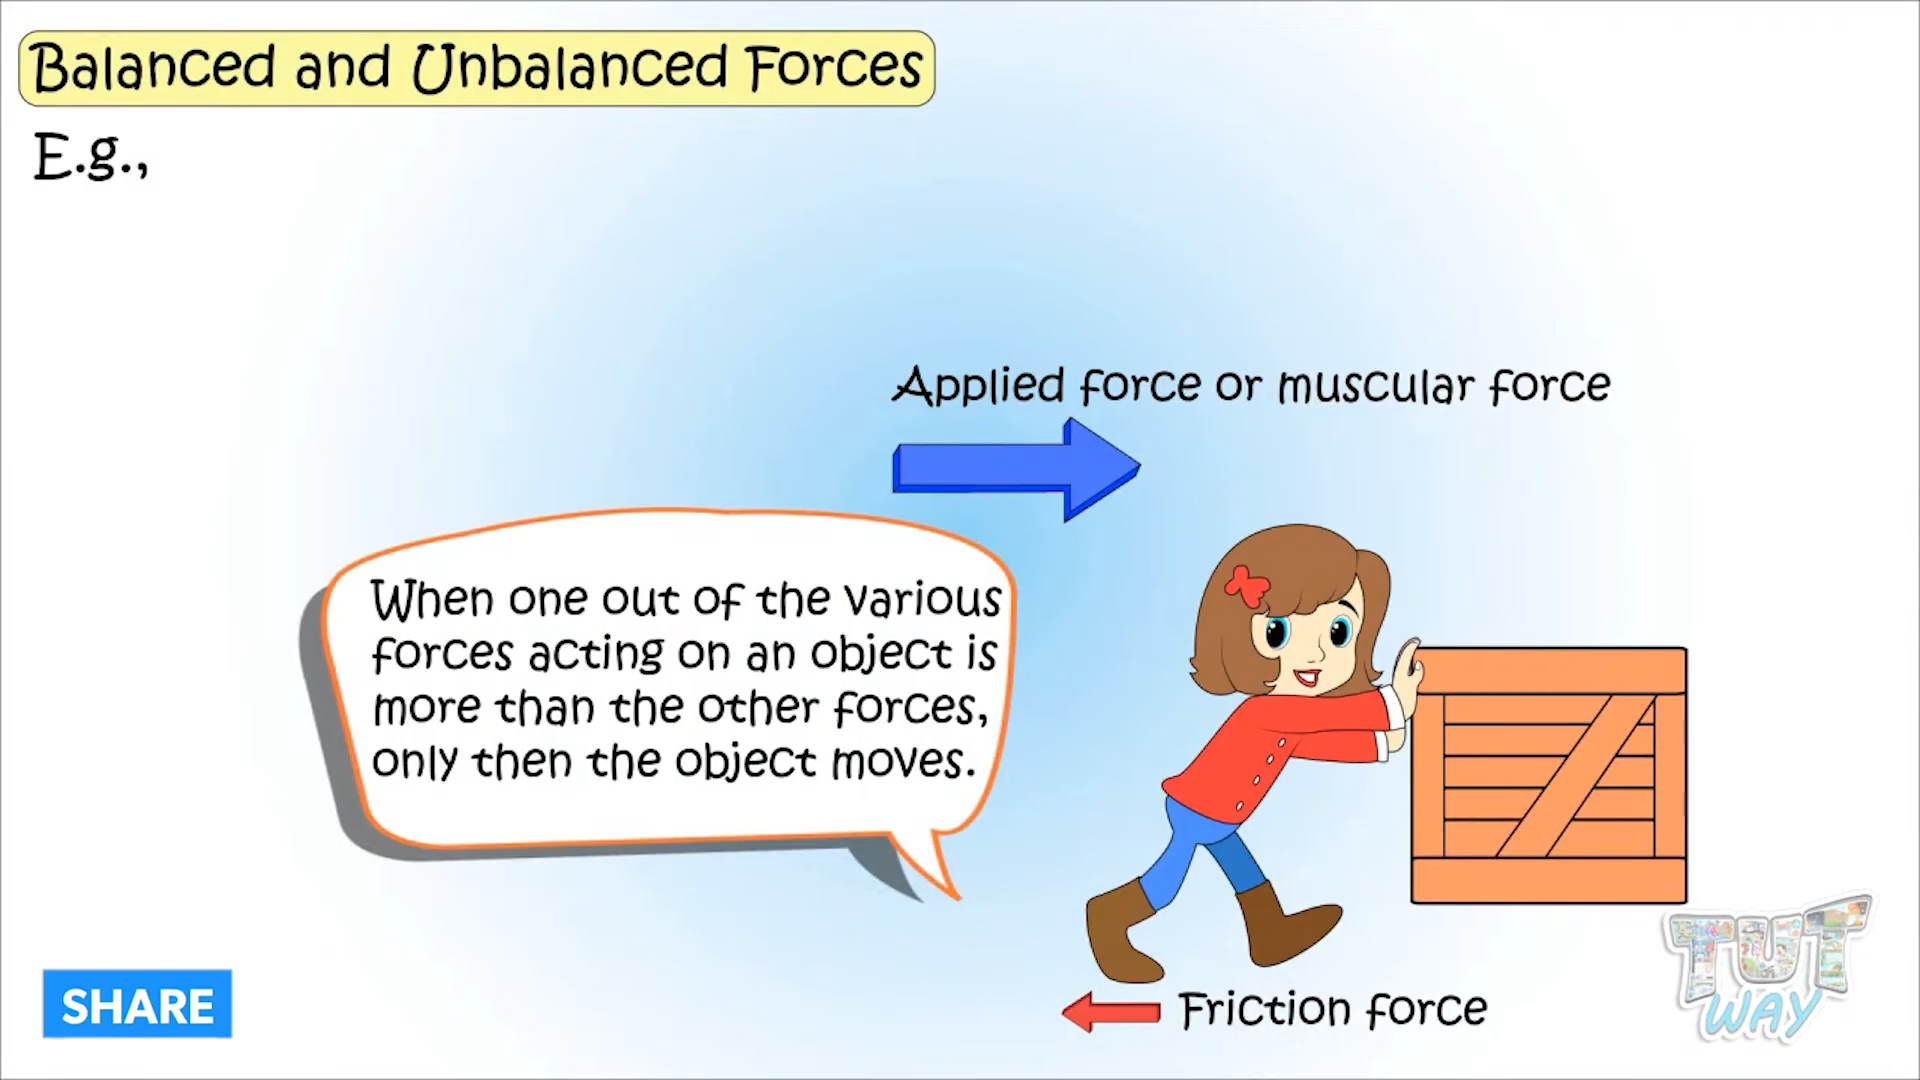 Balanced and Unbalanced Forces
E.g.,
Applied force or muscular force
When one out of the various
forces acting on an object is
more than the other forces,
only then the object moves.
Friction force
SHARE
TUT
WAY